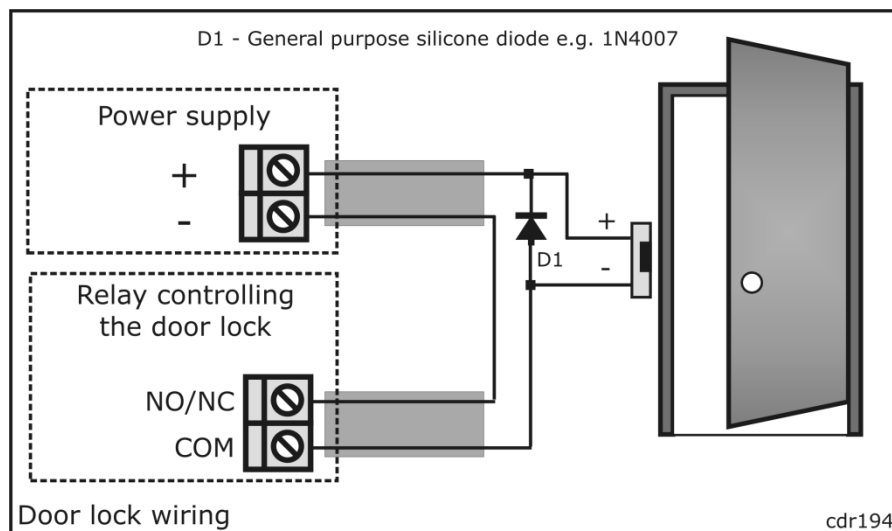 D1 - General purpose silicone diode e.g. 1N4007
Power supply
+
-
+
-
D1
Relay controlling
the door lock
NO/NC
COM
Door lock wiring
cdr194